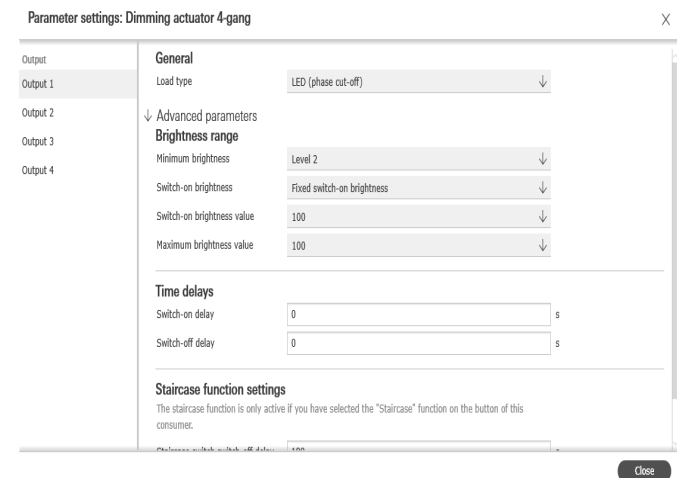 Parameter settings: Dimming actuator 4-gang
X
Output
Output 1
Output 2
Output 3
Output 4
General
Load type LED (phase cut-off)
Advanced parameters
Brightness range
Minimum brightness Level 2
Switch-on brightness Fixed switch-on brightness
Switch-on brightness value 100
Maximum brightness value 100
Time delays
Switch-on delay 0 s
Switch-off delay 0 s
Staircase function settings
The staircase function is only active if you have selected the "Staircase" function on the button of this
consumer.
Close